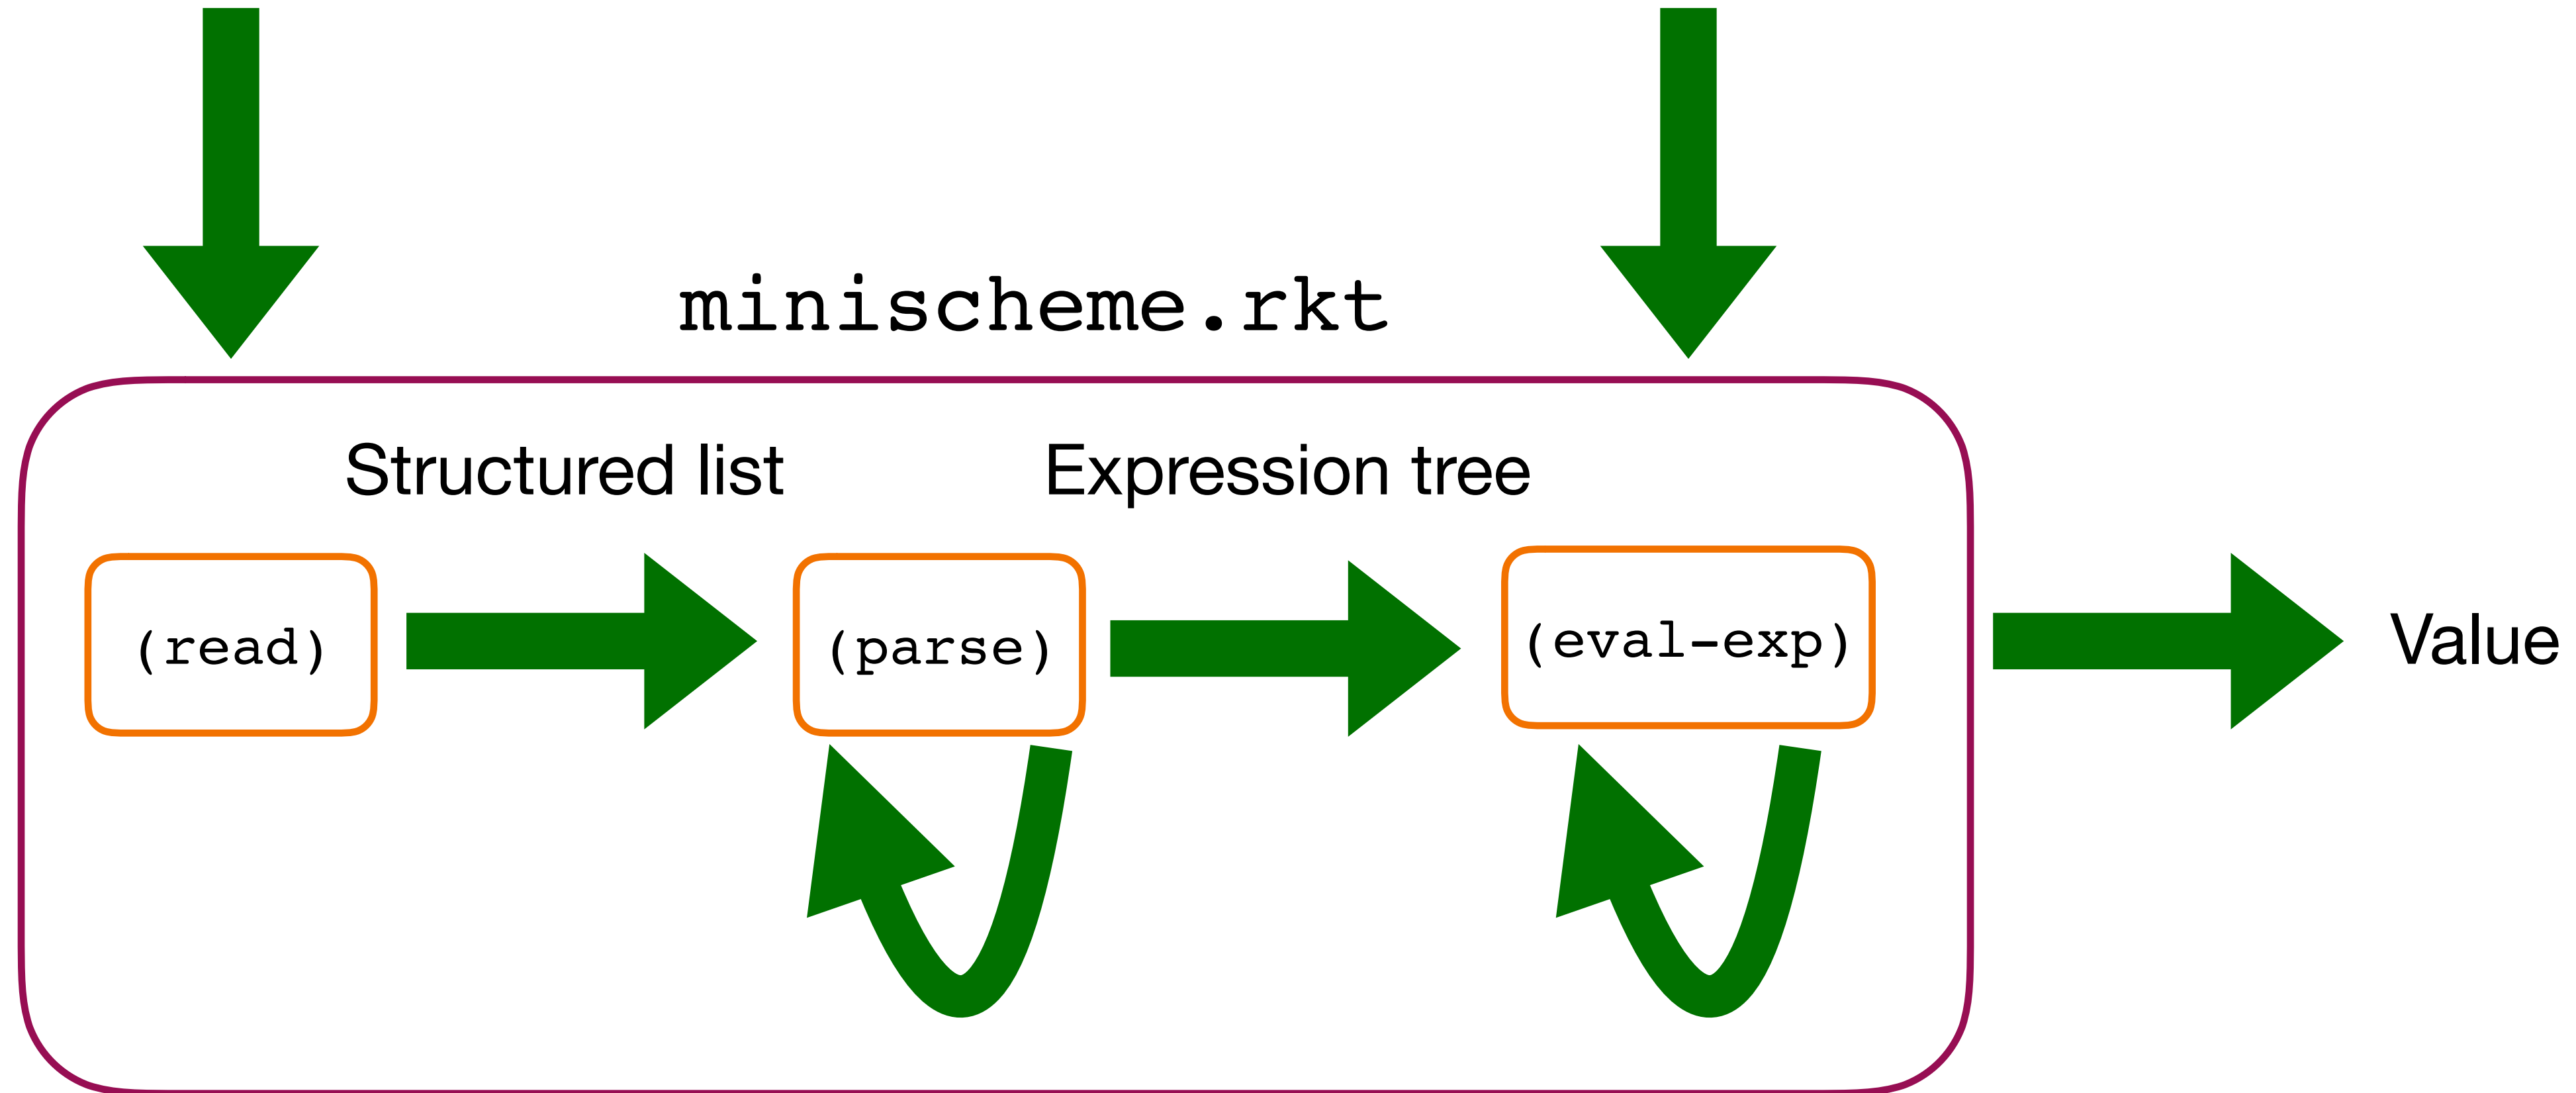 minischeme.rkt
Structured list
Expression tree
(read)
(parse)
(eval-exp)
Value